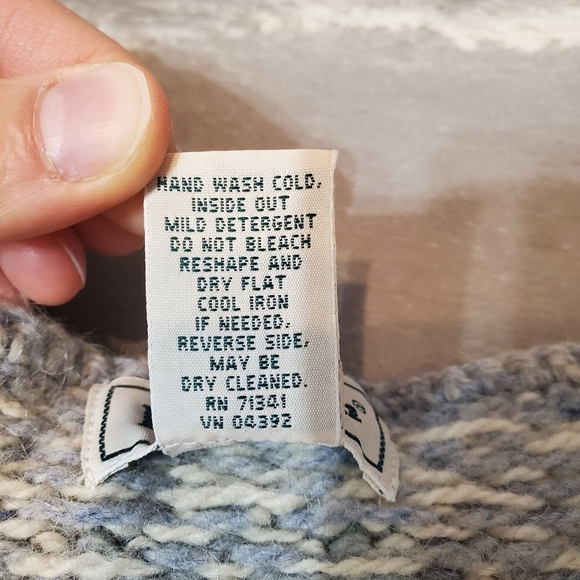 HAND WASH COLD,
INSIDE OUT
MILD DETERGENT
DO NOT BLEACH
RESHAPE AND
DRY FLAT
COOL IRON
IF NEEDED,
REVERSE SIDE,
MAY BE
DRY CLEANED.
RN 71341
VN 04392